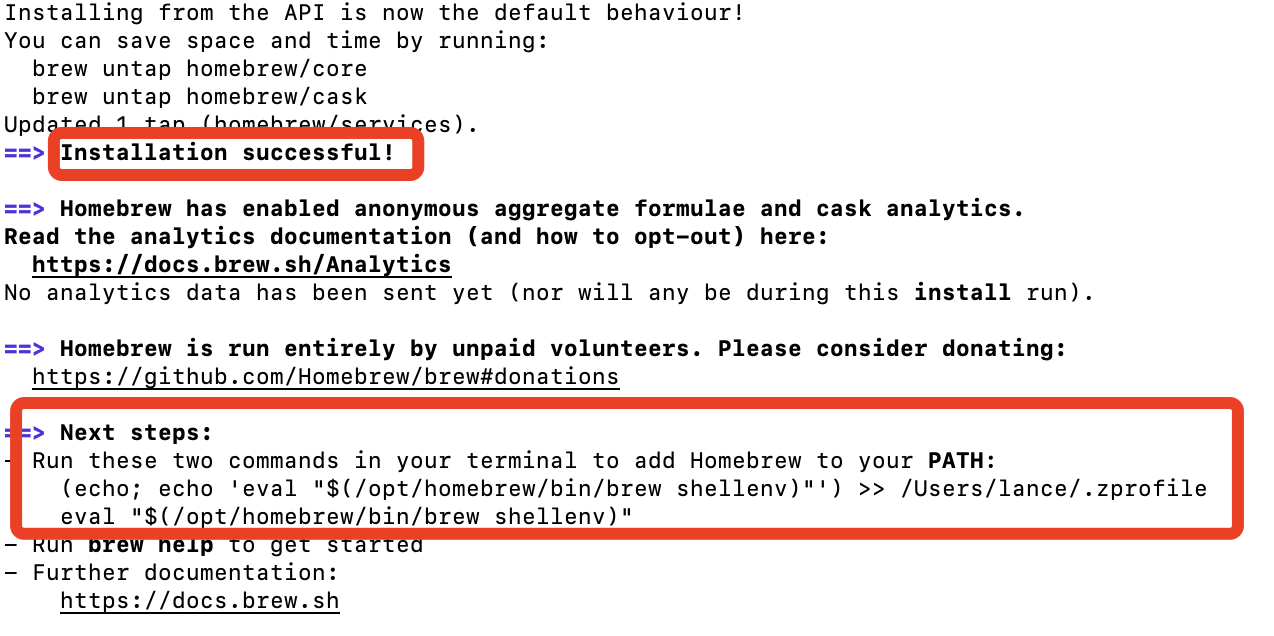 Installing from the API is now the default behaviour!
You can save space and time by running:
  brew untap homebrew/core
  brew untap homebrew/cask
Updated 1 tap (homebrew/services).
==> Installation successful!

==> Homebrew has enabled anonymous aggregate formulae and cask analytics.
Read the analytics documentation (and how to opt-out) here:
  https://docs.brew.sh/Analytics
No analytics data has been sent yet (nor will any be during this install run).

==> Homebrew is run entirely by unpaid volunteers. Please consider donating:
  https://github.com/Homebrew/brew#donations

==> Next steps:
- Run these two commands in your terminal to add Homebrew to your PATH:
    (echo; echo 'eval "$(/opt/homebrew/bin/brew shellenv)"') >> /Users/lance/.zprofile
    eval "$(/opt/homebrew/bin/brew shellenv)"
- Run brew help to get started
- Further documentation:
    https://docs.brew.sh